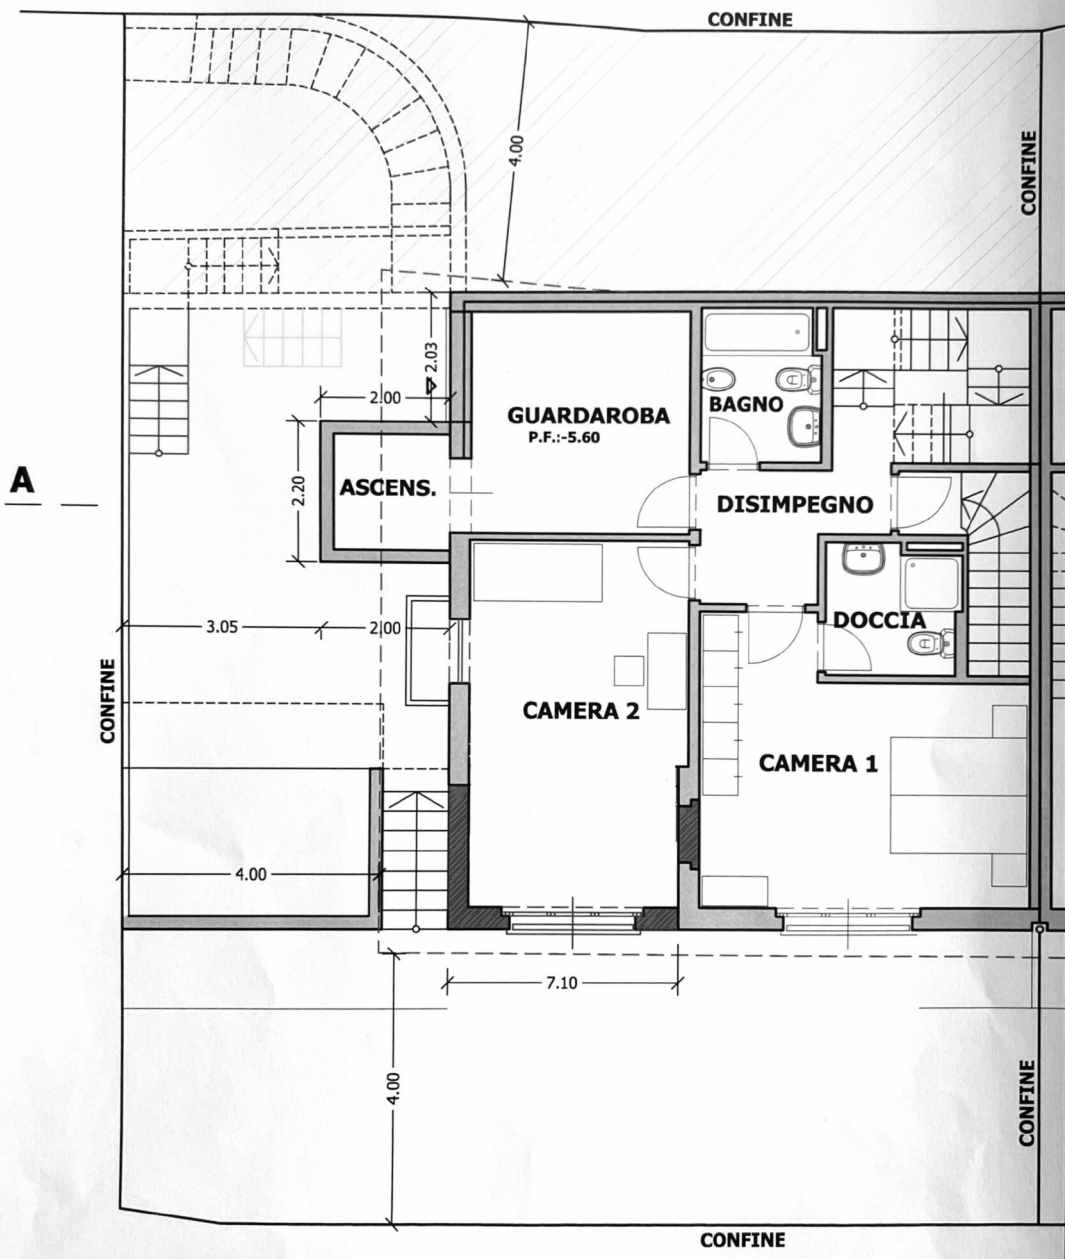 CONFINE
CONFINE
4.00
2.03
2.00
GUARDAROBA
P.F.:-5.60
BAGNO
A
ASCENS.
2.20
DISIMPEGNO
3.05
2.00
DOCCIA
CONFINE
CAMERA 2
CAMERA 1
4.00
7.10
4.00
CONFINE
CONFINE